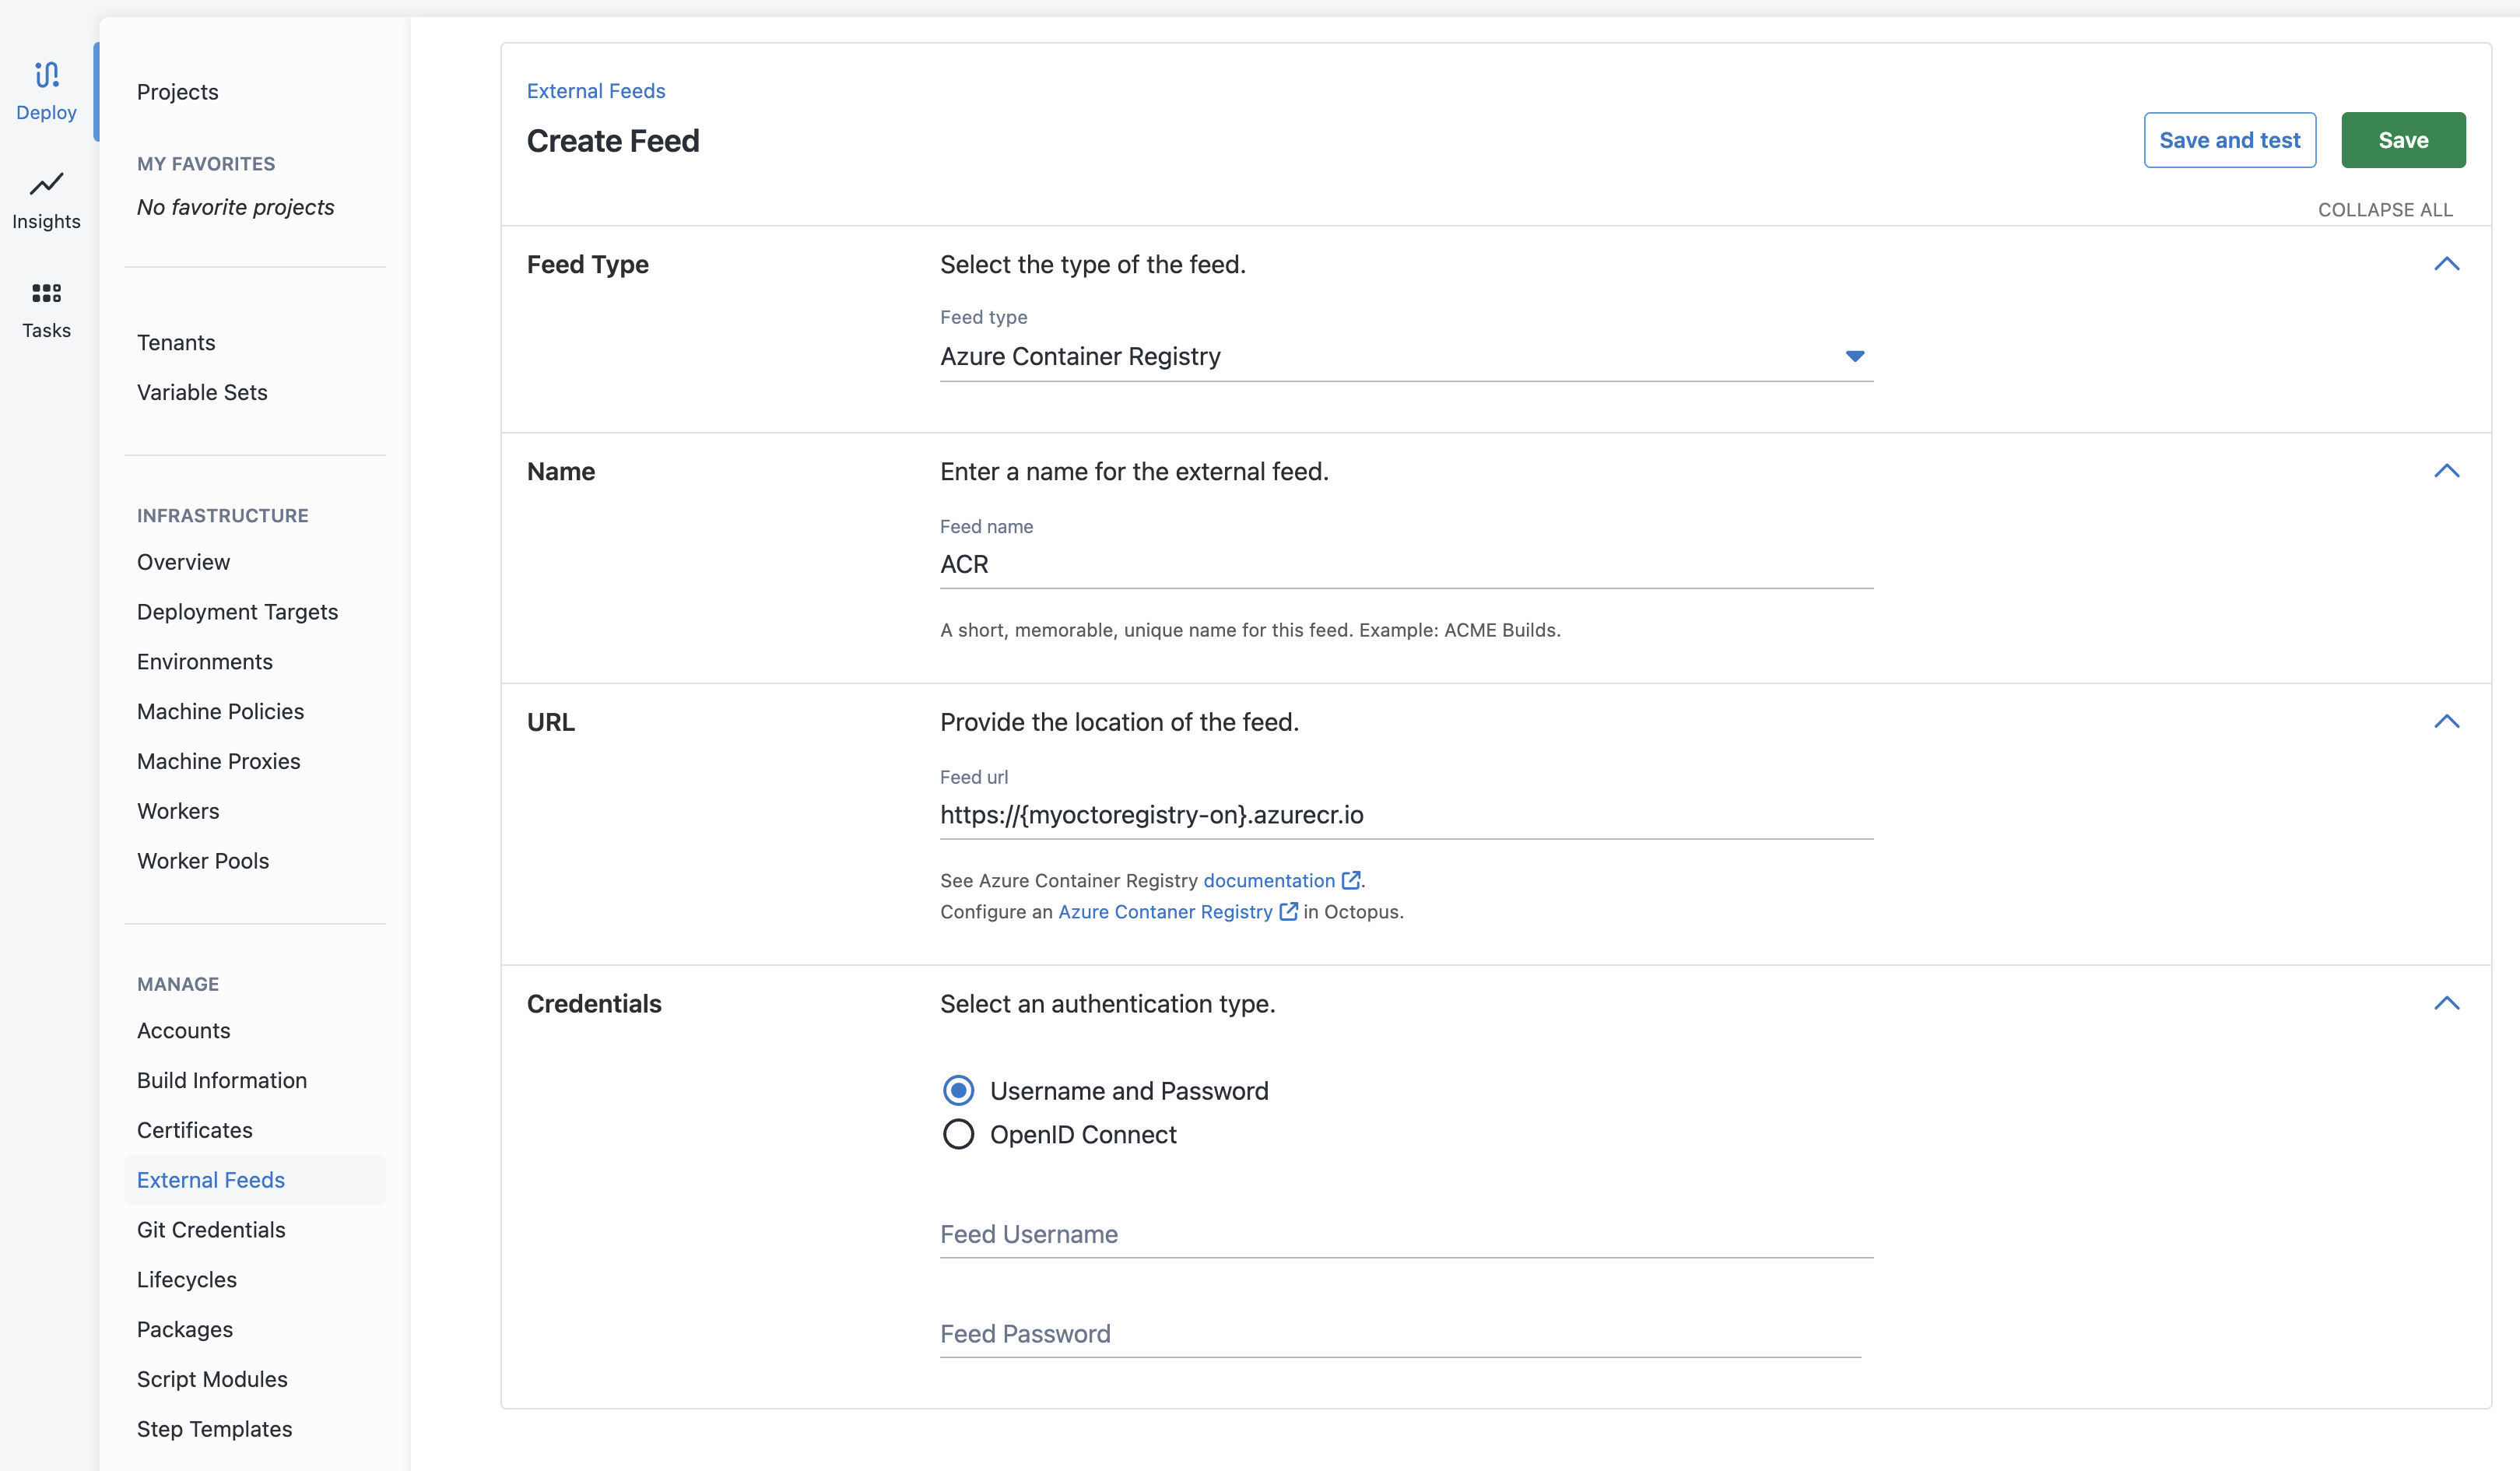 Deploy
Insights
Tasks
Projects
MY FAVORITES
No favorite projects
Tenants
Variable Sets
INFRASTRUCTURE
Overview
Deployment Targets
Environments
Machine Policies
Machine Proxies
Workers
Worker Pools
MANAGE
Accounts
Build Information
Certificates
External Feeds
Git Credentials
Lifecycles
Packages
Script Modules
Step Templates
External Feeds
Create Feed
Save and test
Save
COLLAPSE ALL
Feed Type
Select the type of the feed.
Feed type
Azure Container Registry
Name
Enter a name for the external feed.
Feed name
ACR
A short, memorable, unique name for this feed. Example: ACME Builds.
URL
Provide the location of the feed.
Feed url
https://{myoctoregistry-on}.azurecr.io
See Azure Container Registry documentation.
Configure an Azure Contaner Registry in Octopus.
Credentials
Select an authentication type.
Username and Password
OpenID Connect
Feed Username
Feed Password